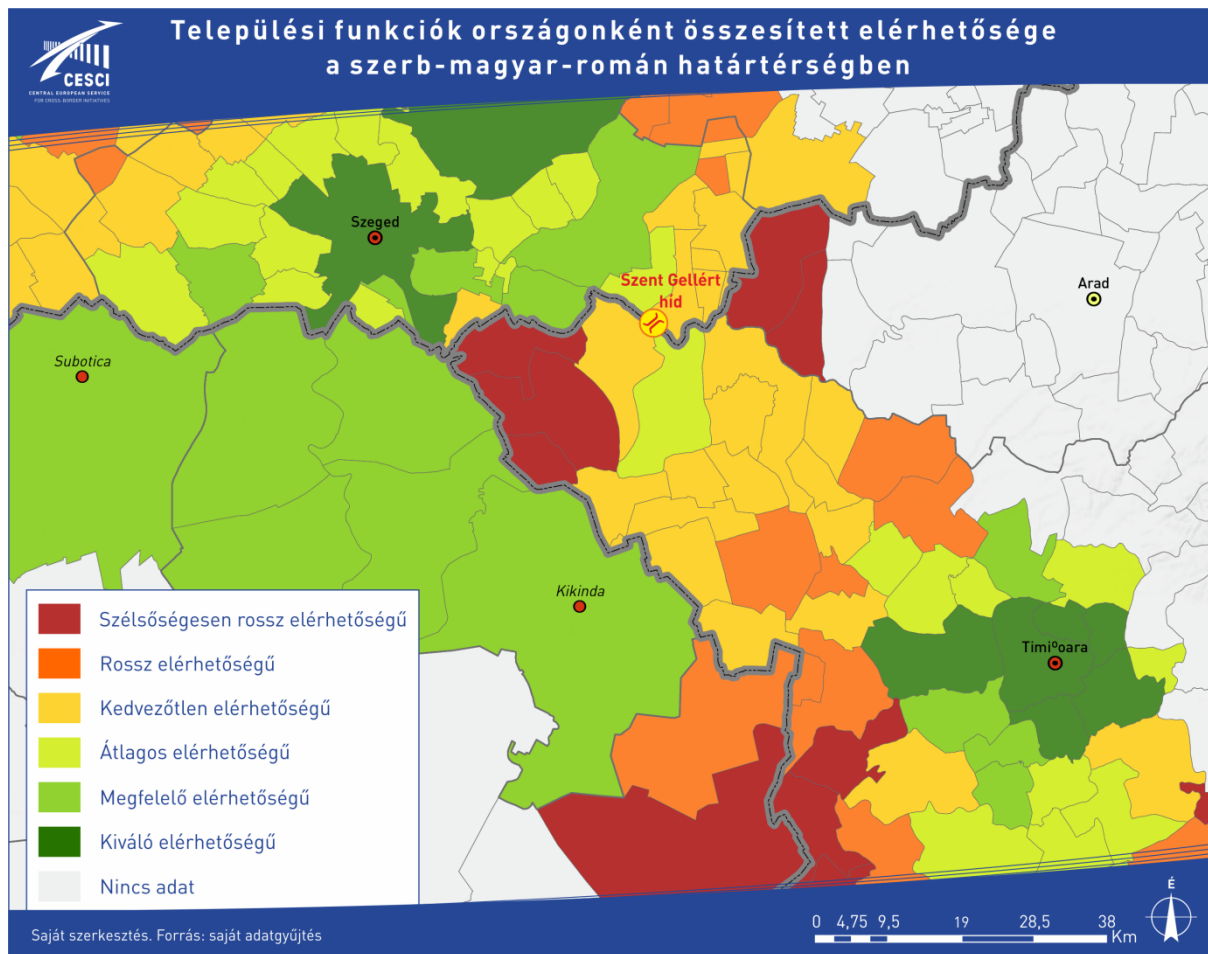 Települési funkciók országonként összesített elérhetősége
a szerb-magyar-román határtérségben
CESCI
CENTRAL EUROPEAN SERVICE
FOR CROSS-BORDER INITIATIVES
Szeged
Szent Gellért
híd
Arad
Subotica
Kikinda
Timiºoara
Szélsőségesen rossz elérhetőségű
Rossz elérhetőségű
Kedvezőtlen elérhetőségű
Átlagos elérhetőségű
Megfelelő elérhetőségű
Kiváló elérhetőségű
Nincs adat
Saját szerkesztés. Forrás: saját adatgyűjtés
0 4,75 9,5 19 28,5 38
Km
É